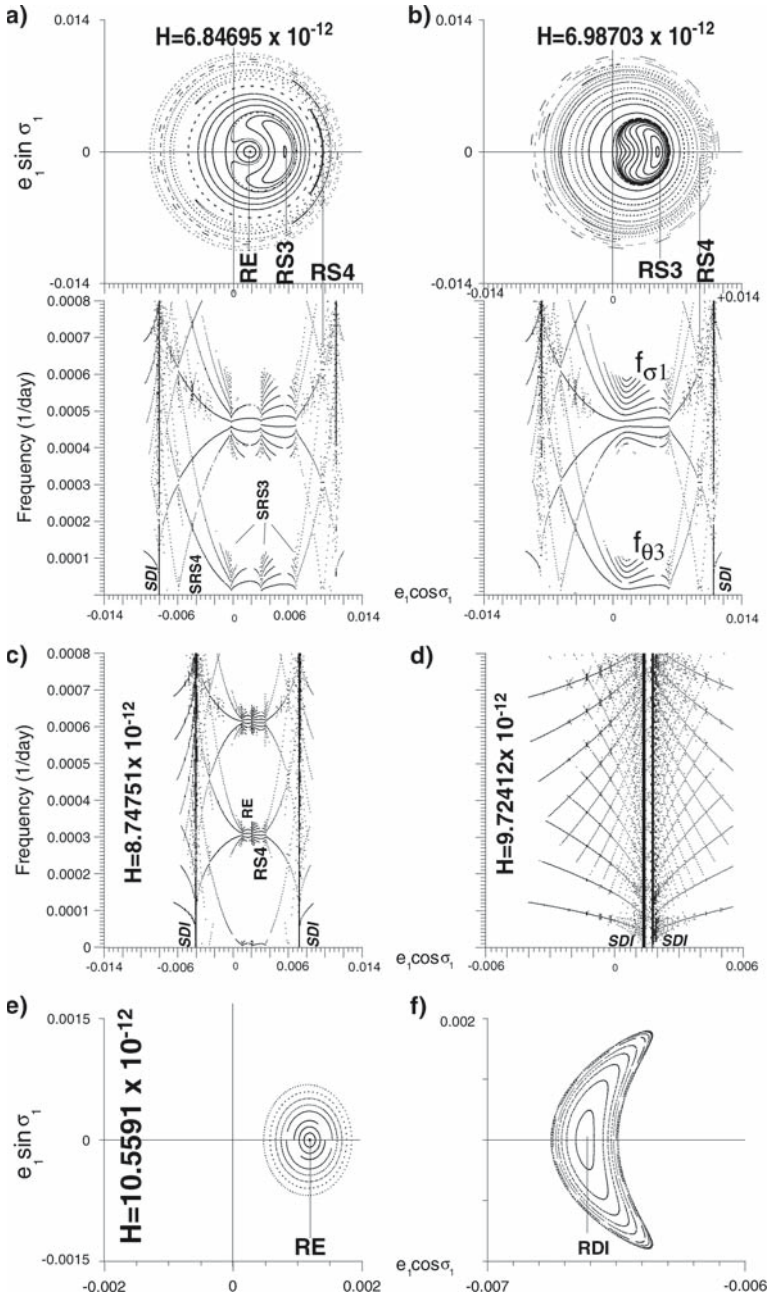 a)
b)
H=6.84695 x 10-12
H=6.98703 x 10-12
0.014
0.014
e1 sin σ1
0
0
RE
RS3
RS4
RS3
RS4
-0.014
-0.014
0
-0.014
0
+0.014
0.0008
0.0007
0.0006
0.0005
0.0004
0.0003
0.0002
0.0001
Frequency (1/day)
SDI
SRS4
SRS3
fσ1
fθ3
SDI
-0.014
-0.006
0
0.006
0.014
e1cosσ1
-0.014
0
0.014
c)
d)
0.0008
0.0007
0.0006
0.0005
0.0004
0.0003
0.0002
0.0001
0
Frequency (1/day)
H=8.74751x 10-12
RE
RS4
SDI
SDI
H=9.72412x 10-12
SDI
SDI
-0.014
-0.006
0
0.006
0.014
e1cosσ1
-0.006
0
0.006
e)
f)
0.0015
0.002
H=10.5591 x 10-12
e1 sin σ1
0
0
RE
RDI
-0.0015
-0.002
0
0.002
e1cosσ1
-0.007
-0.006